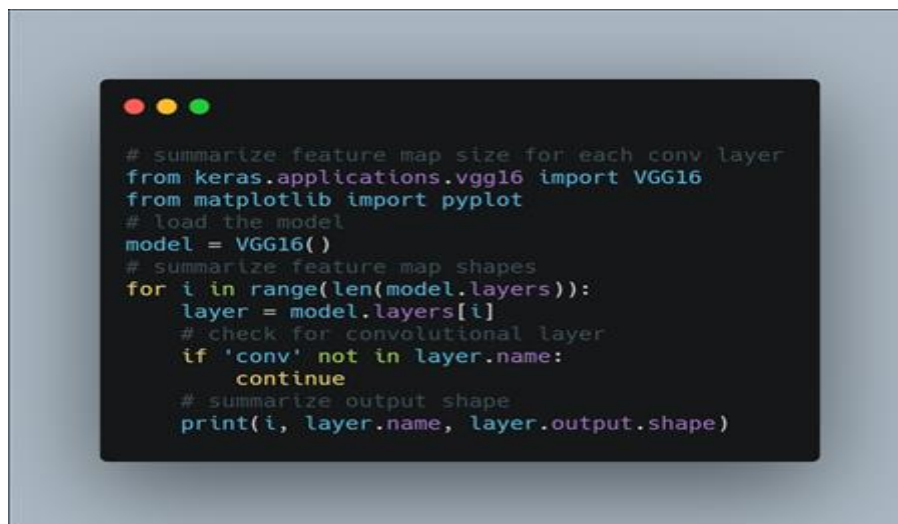 # summarize feature map size for each conv layer
from keras.applications.vgg16 import VGG16
from matplotlib import pyplot
# load the model
model = VGG16()
# summarize feature map shapes
for i in range(len(model.layers)):
    layer = model.layers[i]
    # check for convolutional layer
    if 'conv' not in layer.name:
        continue
    # summarize output shape
    print(i, layer.name, layer.output.shape)